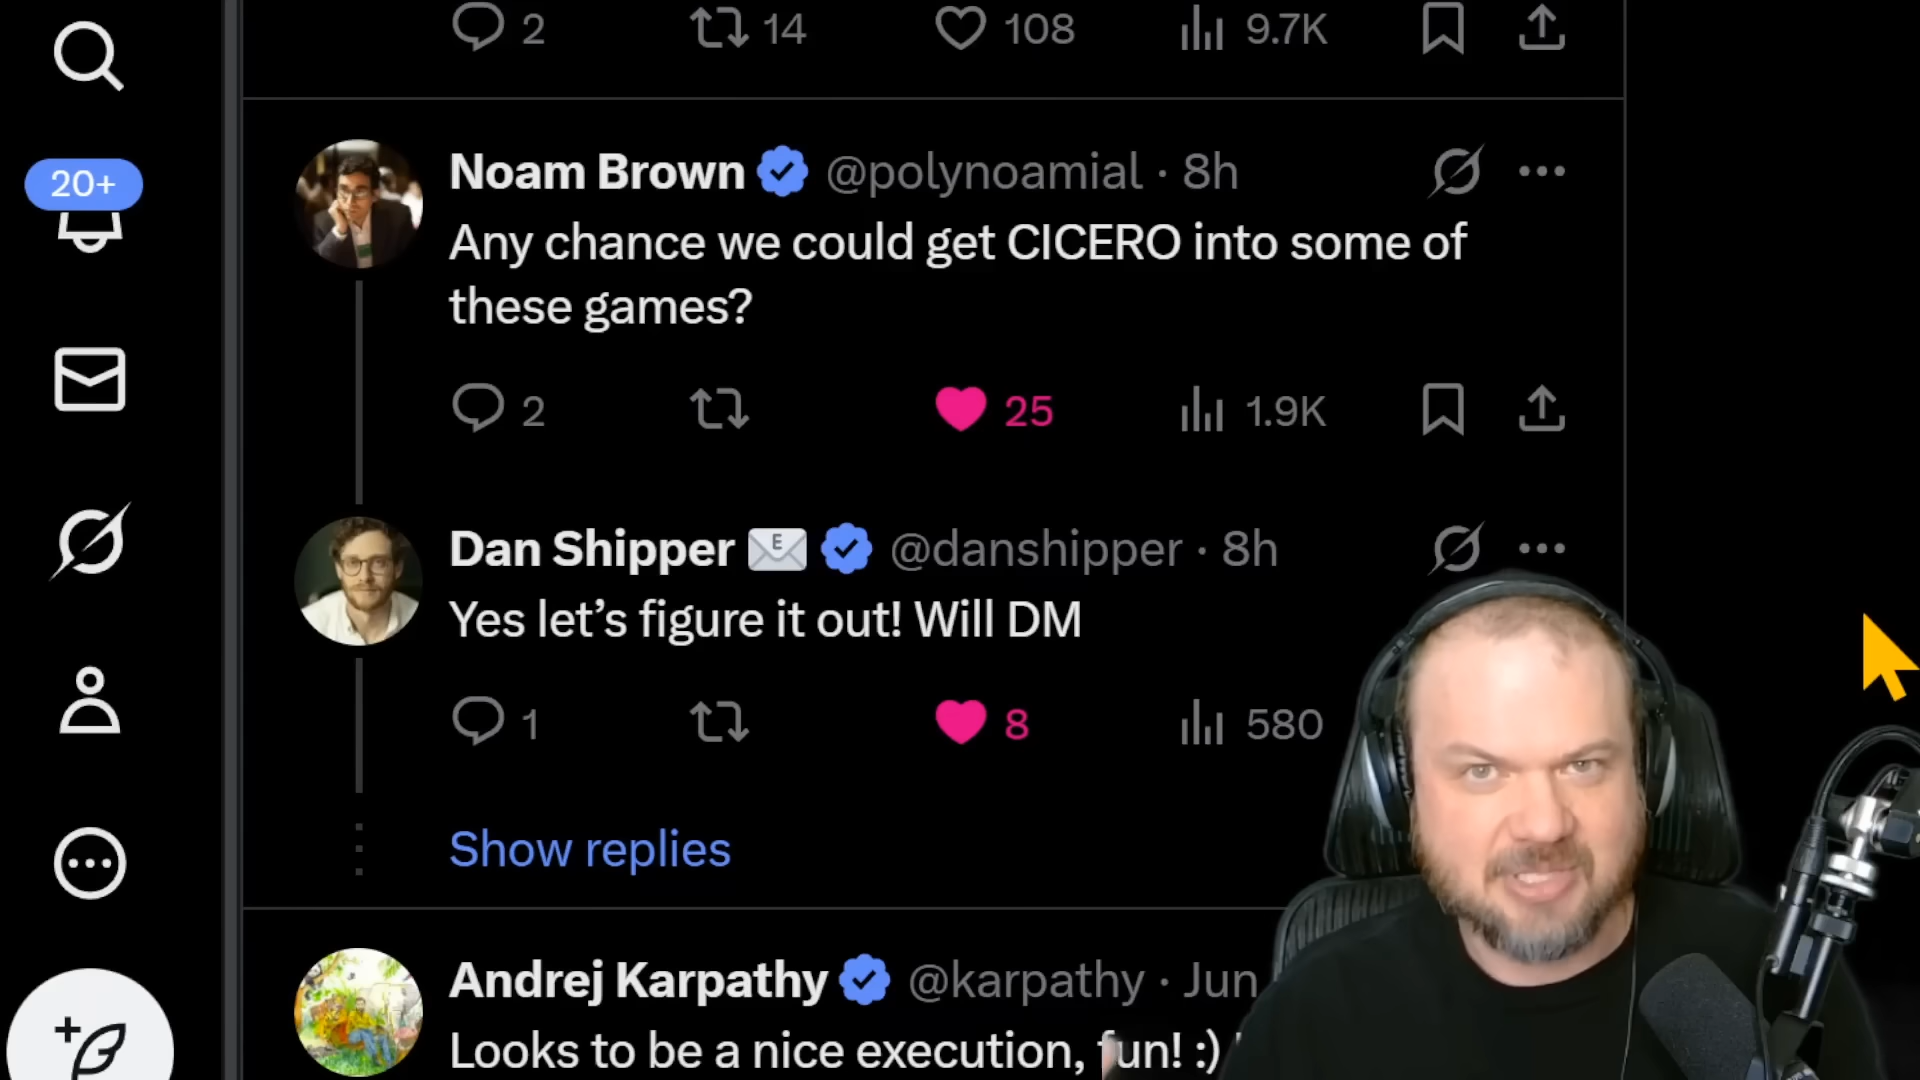 2 14 108 9.7K
20+
Noam Brown @polynoamial · 8h
Any chance we could get CICERO into some of
these games?
2 25 1.9K
Dan Shipper E @danshipper · 8h
Yes let’s figure it out! Will DM
1 8 580
Show replies
Andrej Karpathy @karpathy · Jun
Looks to be a nice execution, fun! :)